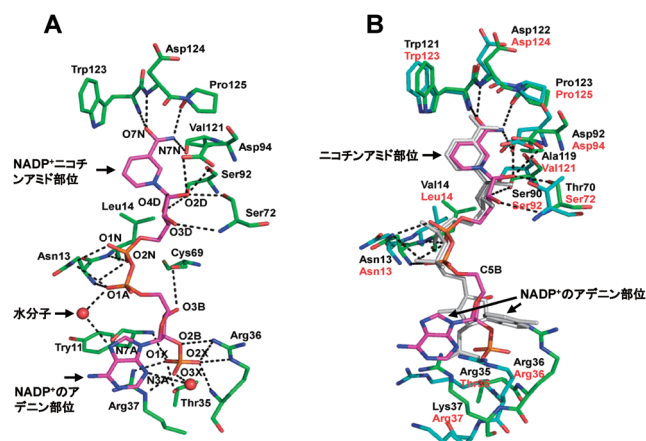 A
Asp124
Trp123
Pro125
O7N
N7N
Val121
Asp94
NADP⁺ニコチ
ンアミド部位
Ser92
O4D
O2D
Leu14
Ser72
O3D
O1N
Asn13
O2N
Cys69
O1A
O3B
水分子
Try11
N7A
O2B
Arg36
O1X
O2X
NADP⁺のア
デニン部位
N3A
O3X
Thr35
Arg37
B
Asp122
Asp124
Trp121
Trp123
Pro123
Pro125
Asp92
Asp94
ニコチンアミド部位
Ala119
Val121
Val14
Leu14
Ser90
Ser92
Thr70
Ser72
Asn13
Asn13
C5B
NADP⁺のアデニン部位
Arg35
Arg36
Arg36
Lys37
Arg37